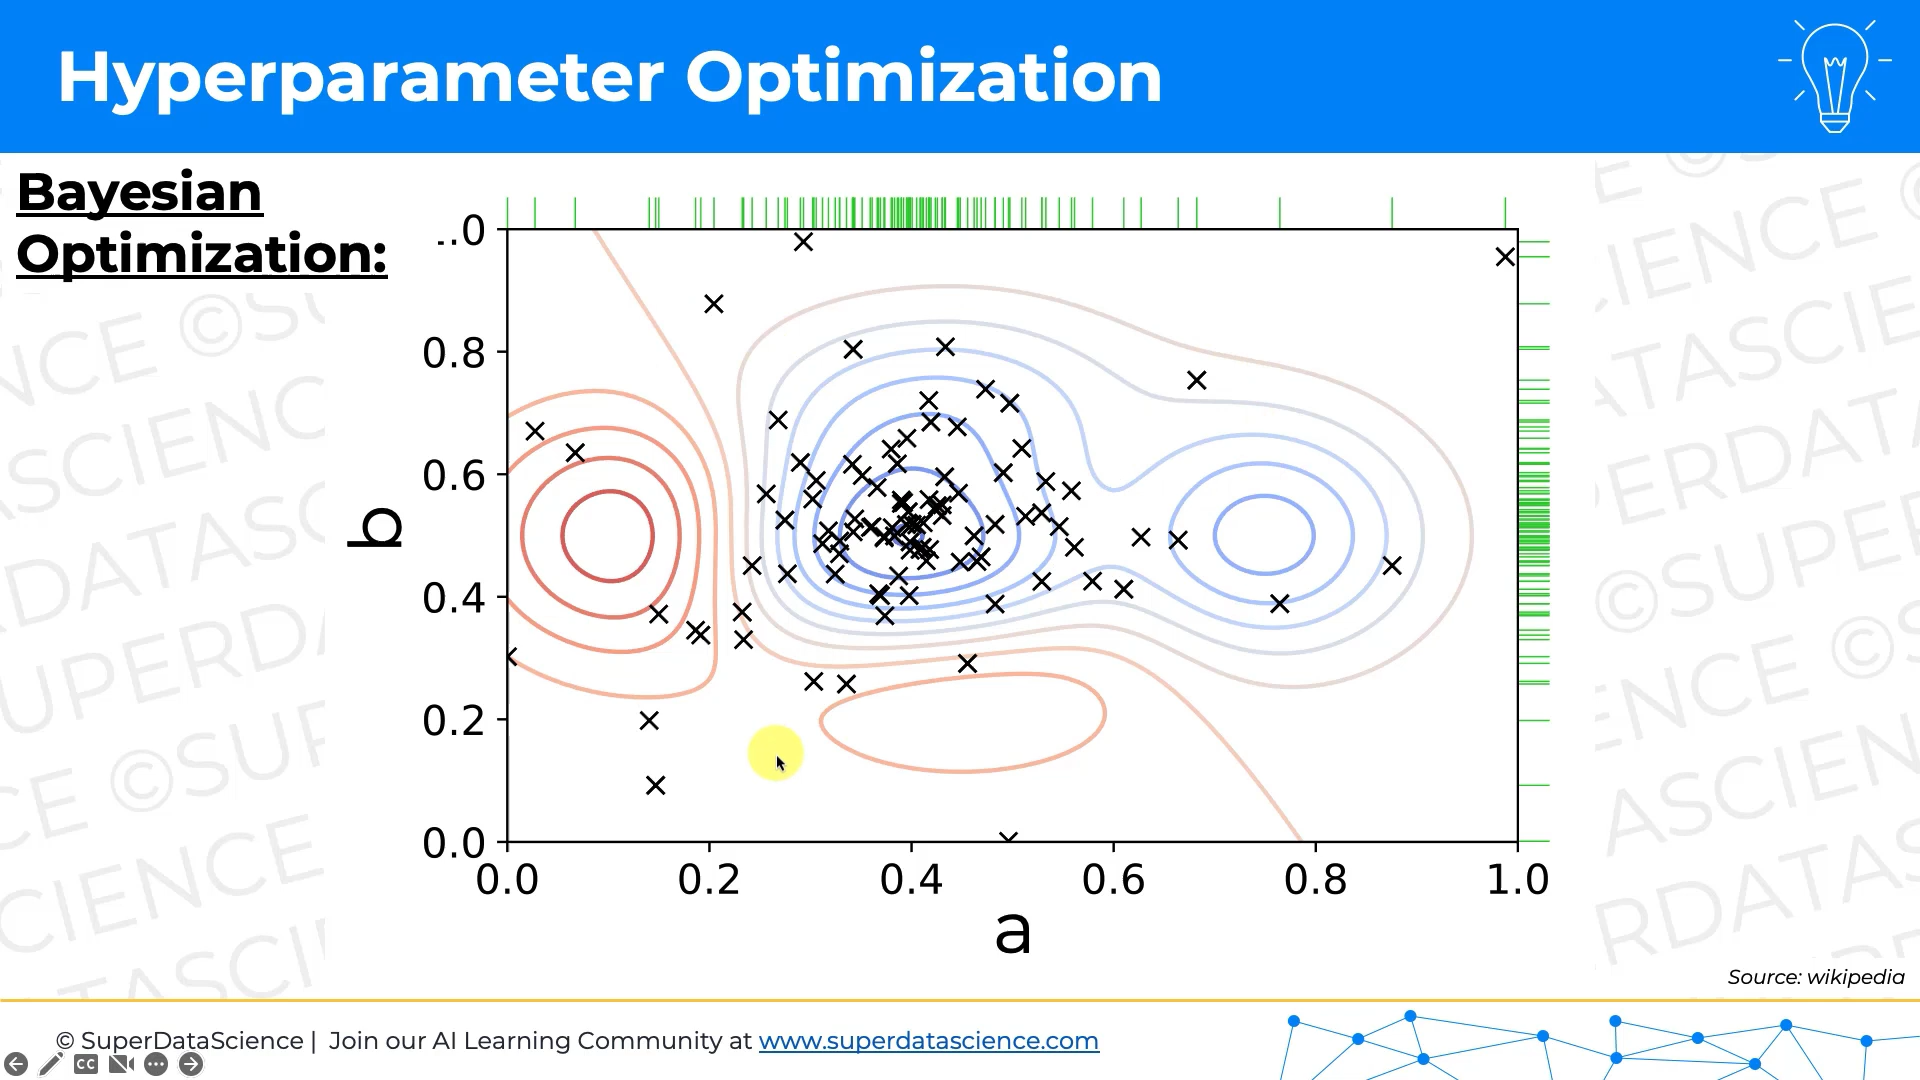 Hyperparameter Optimization
Bayesian
Optimization:
.0
0.8
0.6
0.4
0.2
0.0
b
0.0 0.2 0.4 0.6 0.8 1.0
a
Source: wikipedia
© SuperDataScience | Join our AI Learning Community at www.superdatascience.com
CC